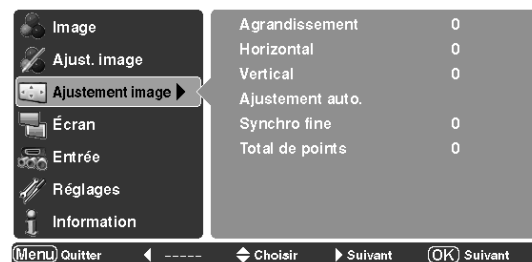 Image
Ajust. image
Ajustement image
Écran
Entrée
Réglages
Information
Agrandissement 0
Horizontal 0
Vertical 0
Ajustement auto.
Synchro fine 0
Total de points 0
Menu Quitter ----- Choisir Suivant OK Suivant